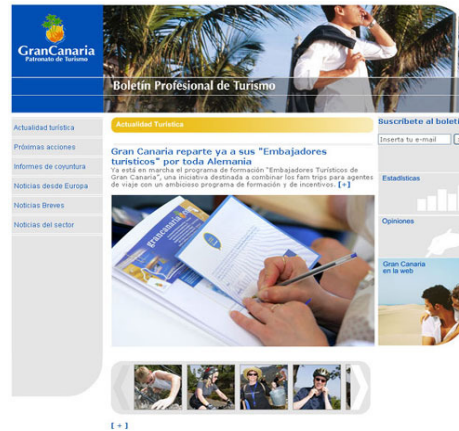 GranCanaria
Patronato de Turismo
Boletín Profesional de Turismo
Actualidad turística
Próximas acciones
Informes de coyuntura
Noticias desde Europa
Noticias Breves
Noticias del sector
Actualidad Turística
Gran Canaria reparte ya a sus "Embajadores
turísticos" por toda Alemania
Ya está en marcha el programa de formación "Embajadores Turísticos de
Gran Canaria", una iniciativa destinada a combinar los fam trips para agentes
de viaje con un ambicioso programa de formación y de incentivos. [+]
grancanaria
[ + ]
Suscríbete al boletí
Inserta tu e-mail
Estadísticas
Opiniones
Gran Canaria
en la web